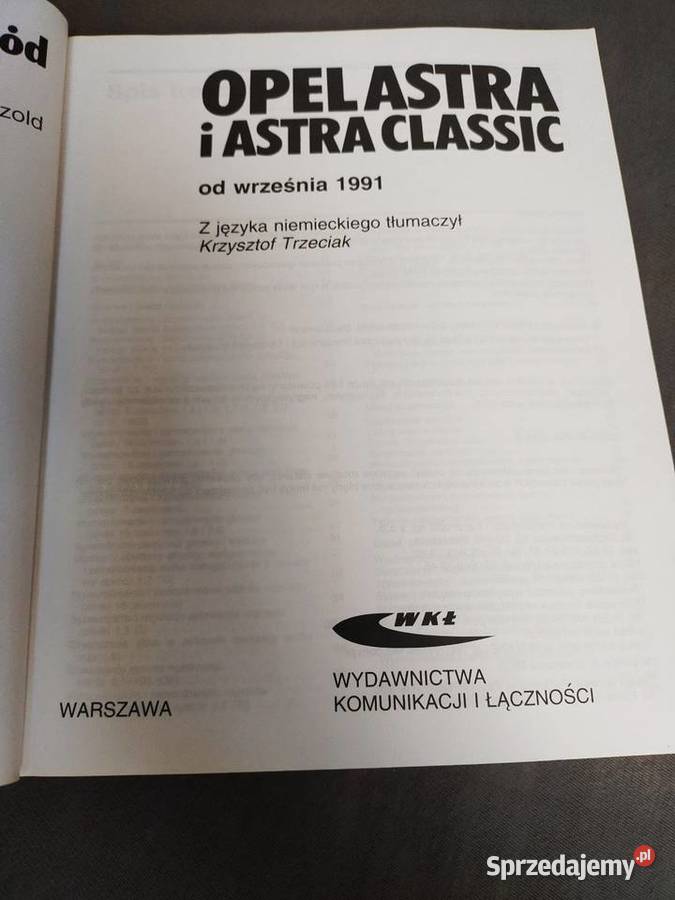 ód
zold
OPEL ASTRA
i ASTRA CLASSIC
od września 1991
Z języka niemieckiego tłumaczył
Krzysztof Trzeciak
WKŁ
WYDAWNICTWA
KOMUNIKACJI I ŁĄCZNOŚCI
WARSZAWA
Sprzedajemy.pl